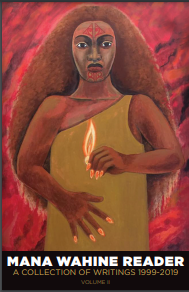 MANA WAHINE READER
A COLLECTION OF WRITINGS 1999-2019
VOLUME II